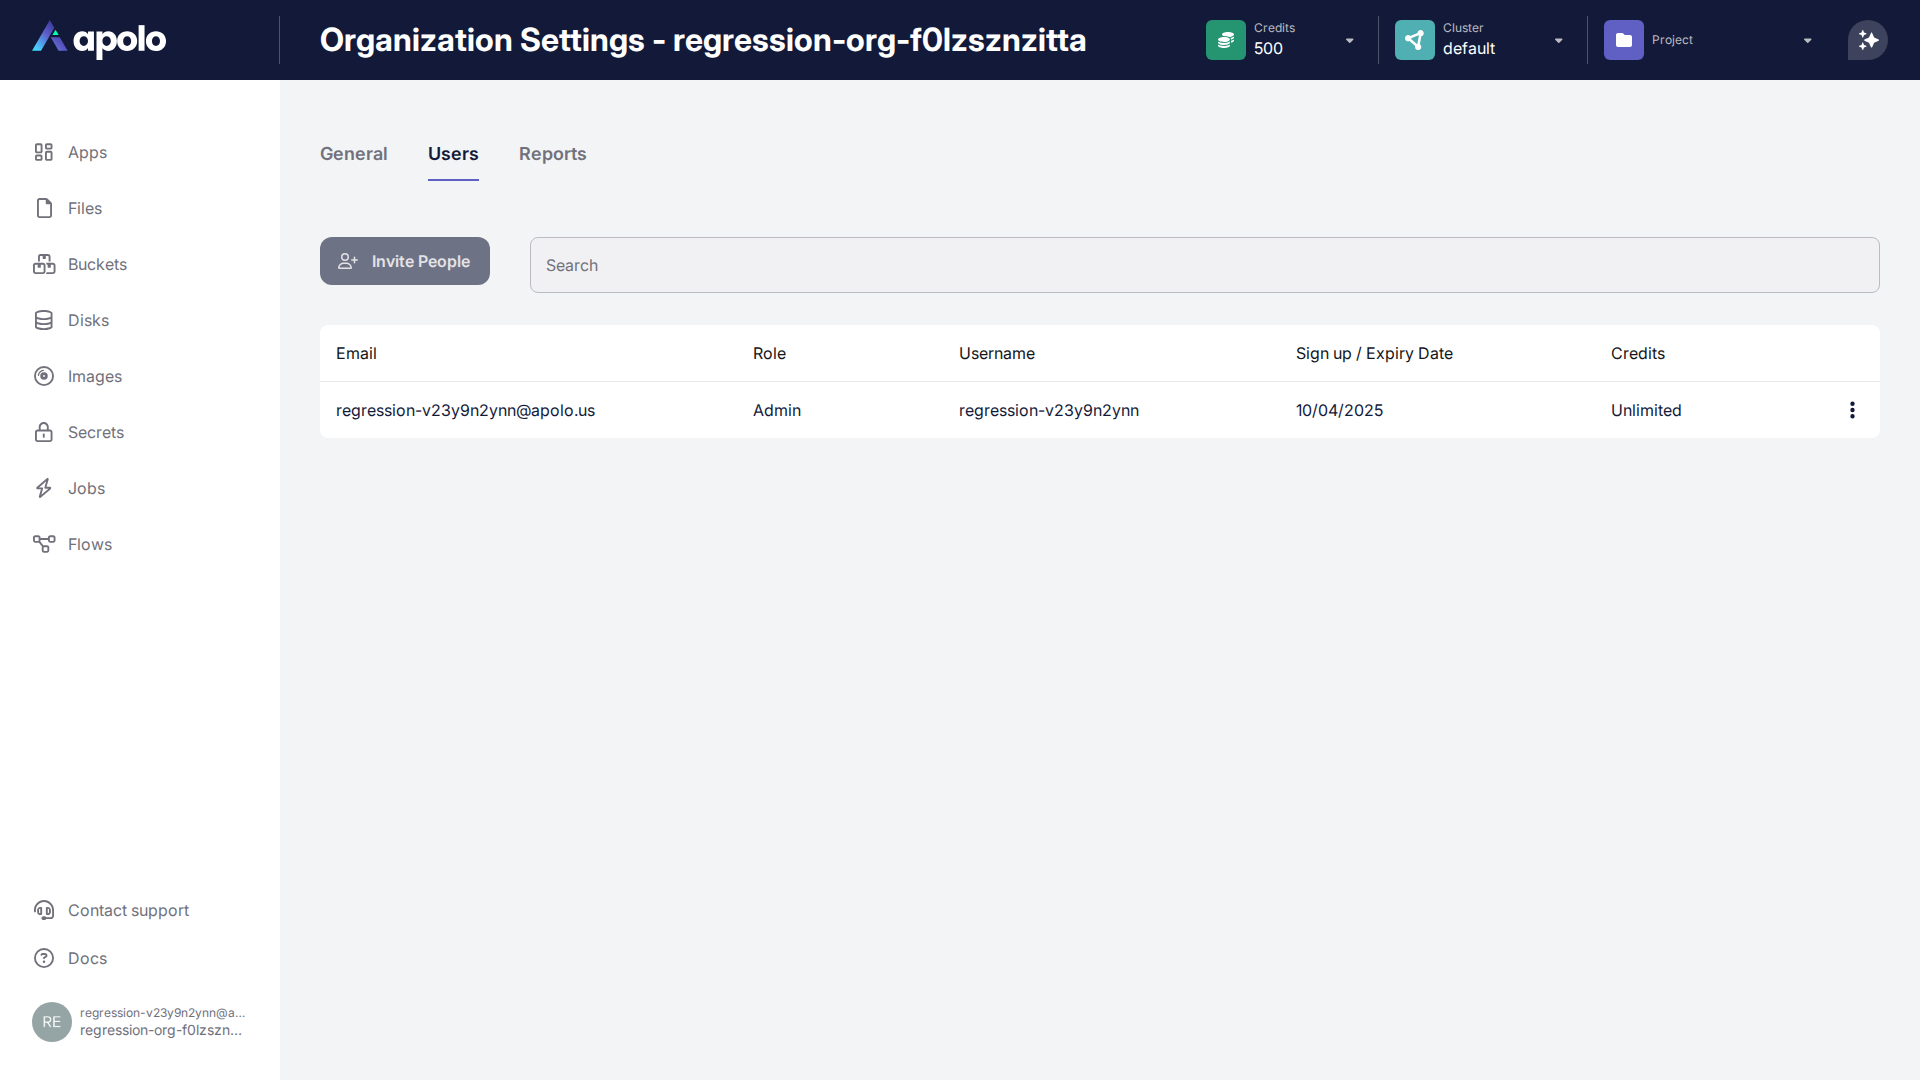 apolo
Organization Settings - regression-org-f0lzsznzitta
Credits
500
Cluster
default
Project
Apps
Files
Buckets
Disks
Images
Secrets
Jobs
Flows
General
Users
Reports
Invite People
Search
Email
Role
Username
Sign up / Expiry Date
Credits
regression-v23y9n2ynn@apolo.us
Admin
regression-v23y9n2ynn
10/04/2025
Unlimited
Contact support
Docs
RE
regression-v23y9n2ynn@a...
regression-org-f0lzszn...